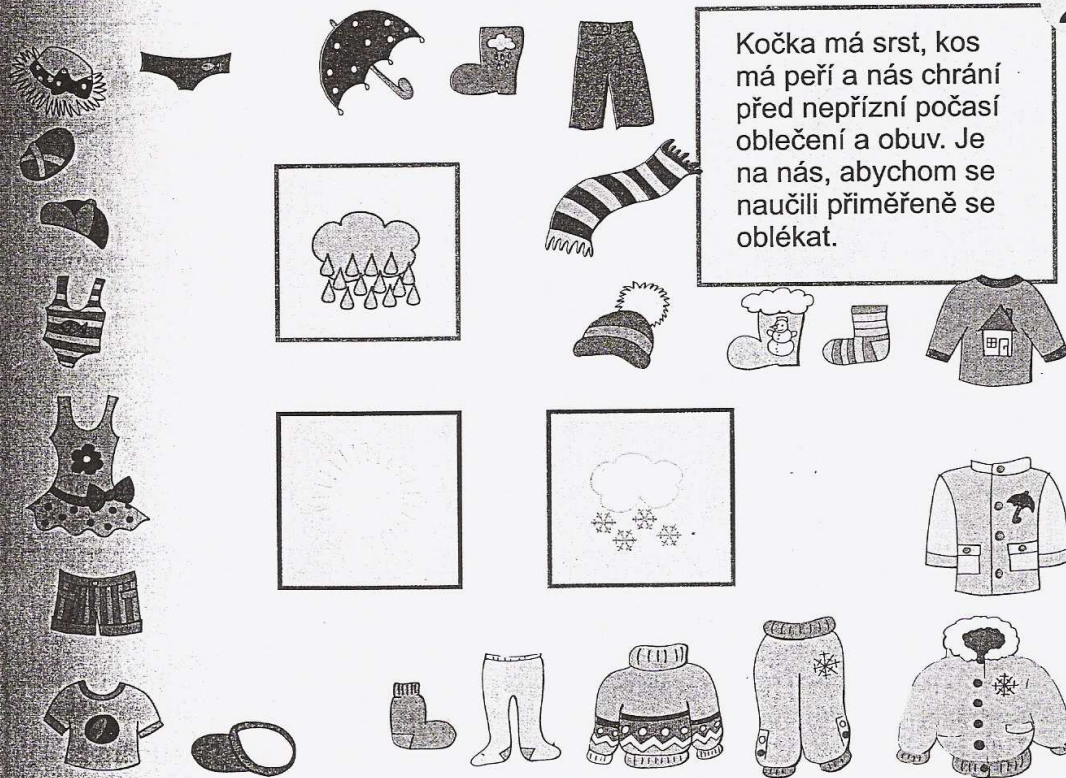 Kočka má srst, kos
má peří a nás chrání
před nepřízní počasí
oblečení a obuv. Je
na nás, abychom se
naučili přiměřeně se
oblékat.